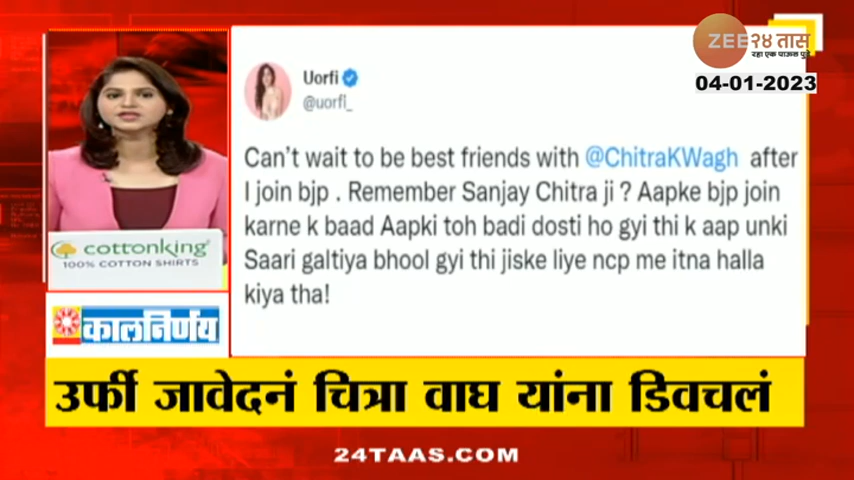 ZEE २४ तास
रहा एक पाऊल पुढे
04-01-2023
Uorfi
@uorfi_
Can't wait to be best friends with @ChitraKWagh after
I join bjp . Remember Sanjay Chitra ji ? Aapke bjp join
karne k baad Aapki toh badi dosti ho gyi thi k aap unki
Saari galtiya bhool gyi thi jiske liye ncp me itna halla
kiya tha!
cottonking
100% COTTON SHIRTS
कालनिर्णय
उर्फी जावेदनं चित्रा वाघ यांना डिवचलं
24TAAS.COM